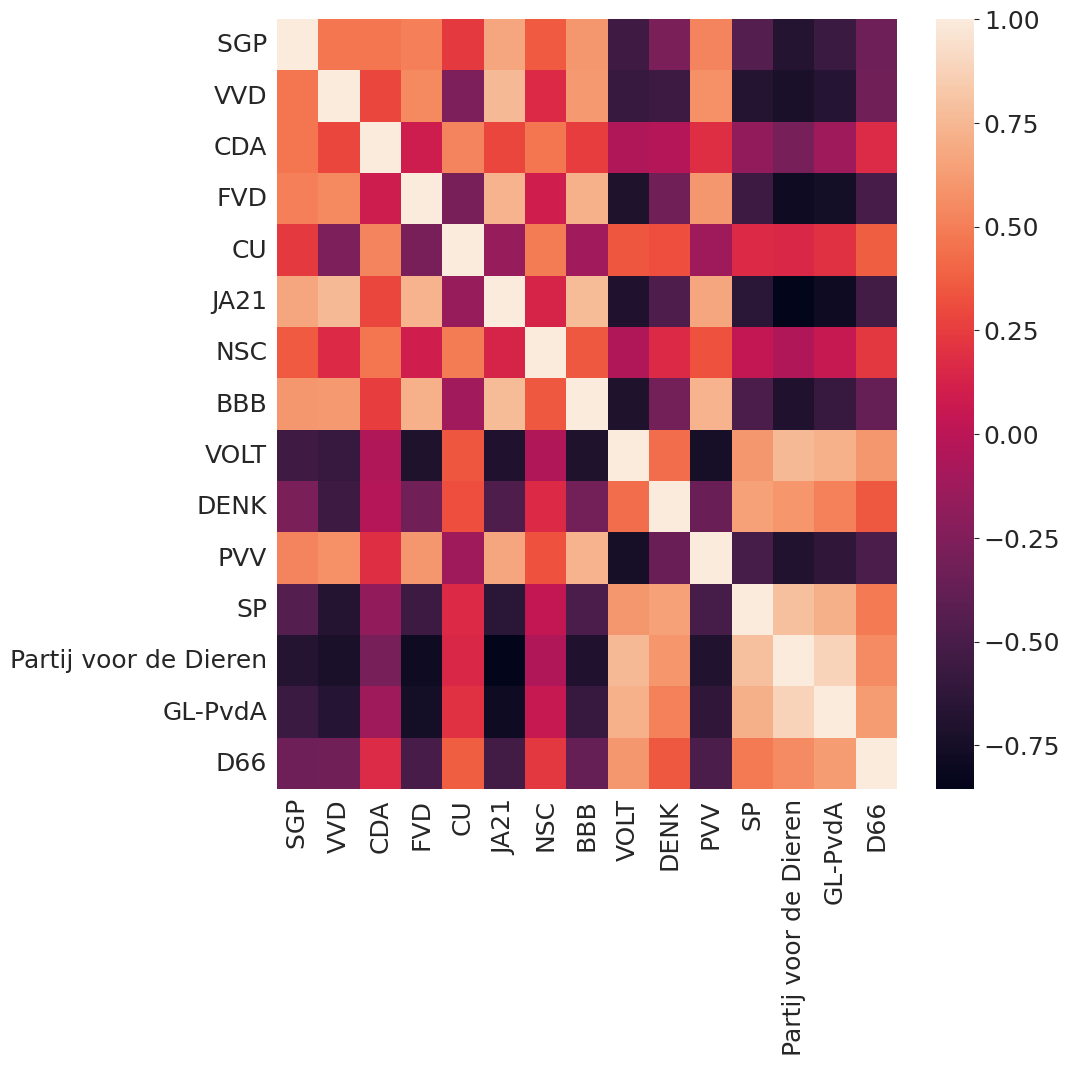 SGP
VVD
CDA
FVD
CU
JA21
NSC
BBB
VOLT
DENK
PVV
SP
Partij voor de Dieren
GL-PvdA
D66
SGP
VVD
CDA
FVD
CU
JA21
NSC
BBB
VOLT
DENK
PVV
SP
Partij voor de Dieren
GL-PvdA
D66
1.00
0.75
0.50
0.25
0.00
−0.25
−0.50
−0.75